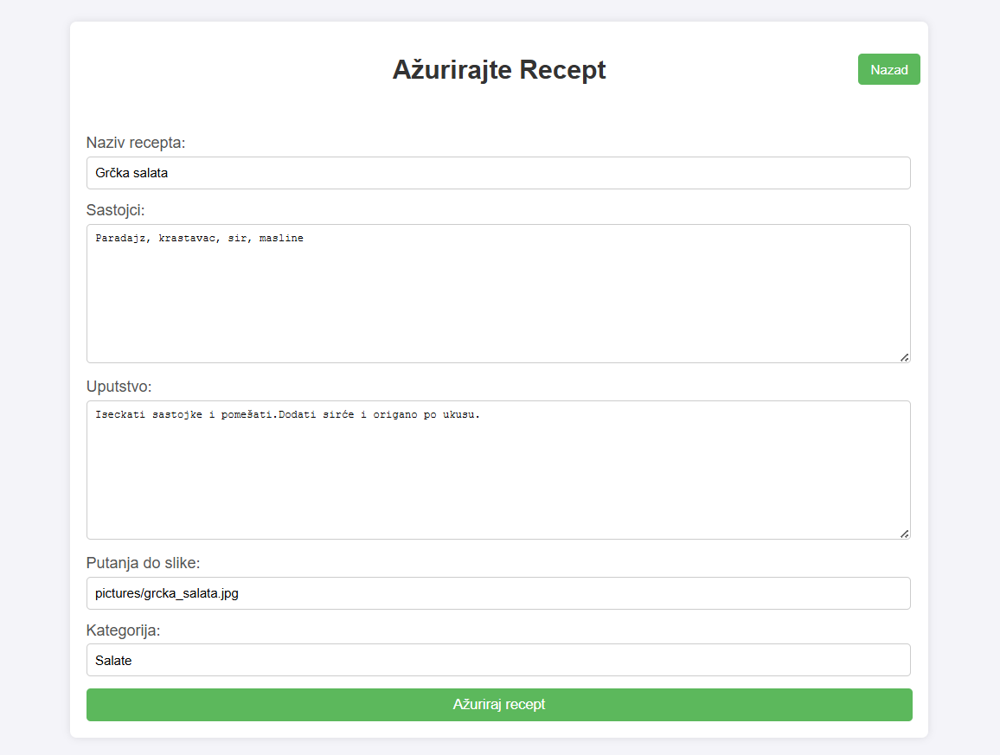 Ažurirajte Recept
Nazad
Naziv recepta:
Grčka salata
Sastojci:
Paradajz, krastavac, sir, masline
Uputstvo:
Iseckati sastojke i pomešati.Dodati sirće i origano po ukusu.
Putanja do slike:
pictures/grcka_salata.jpg
Kategorija:
Salate
Ažuriraj recept